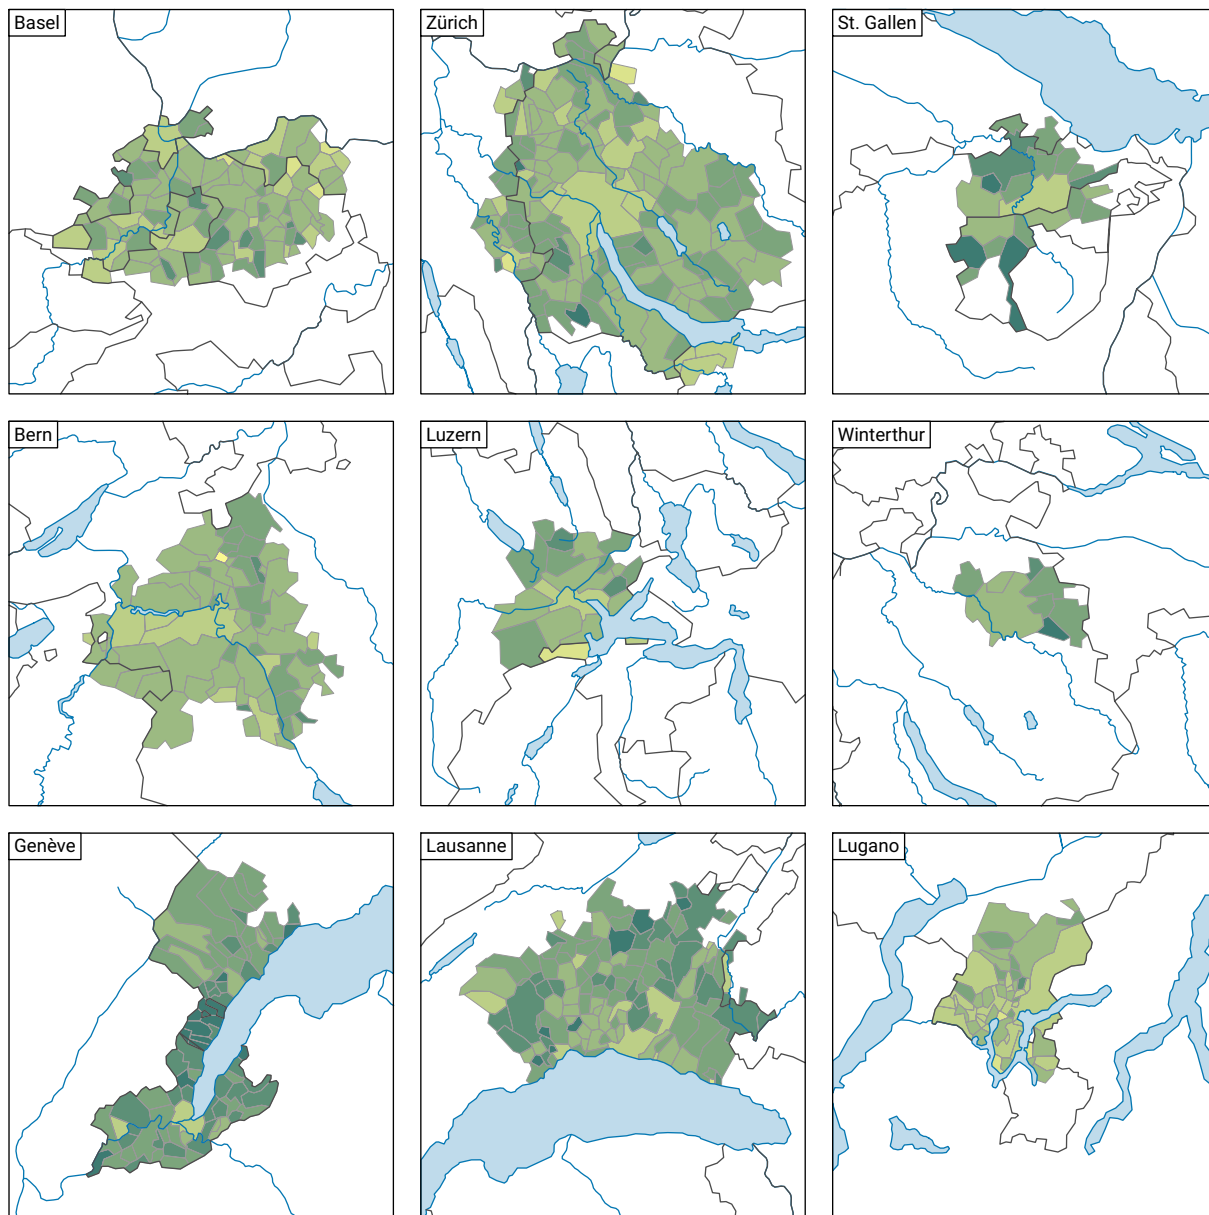 Basel
Zürich
St. Gallen
Bern
Luzern
Winterthur
Genève
Lausanne
Lugano